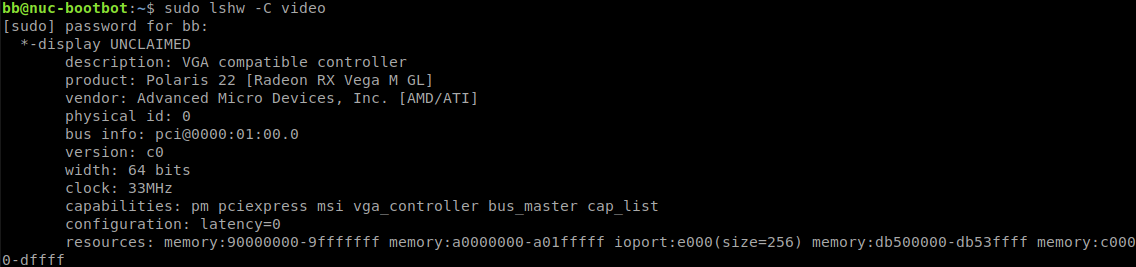 bb@nuc-bootbot:~$ sudo lshw -C video
[sudo] password for bb:
  *-display UNCLAIMED
       description: VGA compatible controller
       product: Polaris 22 [Radeon RX Vega M GL]
       vendor: Advanced Micro Devices, Inc. [AMD/ATI]
       physical id: 0
       bus info: pci@0000:01:00.0
       version: c0
       width: 64 bits
       clock: 33MHz
       capabilities: pm pciexpress msi vga_controller bus_master cap_list
       configuration: latency=0
       resources: memory:90000000-9fffffff memory:a0000000-a01fffff ioport:e000(size=256) memory:db500000-db53ffff memory:c000
0-dffff